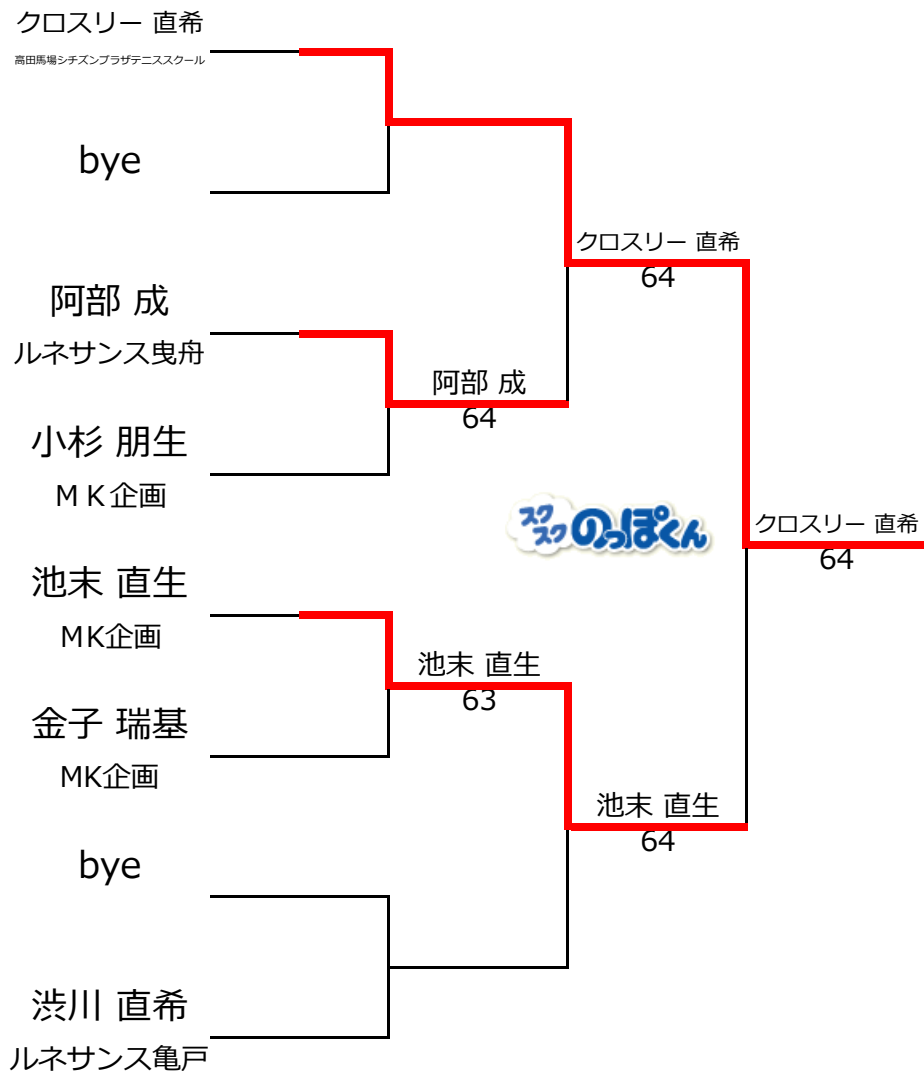 クロスリー 直希
高田馬場シチズンプラザテニススクール
bye
阿部 成
ルネサンス曳舟
小杉 朋生
ＭＫ企画
池末 直生
MK企画
金子 瑞基
MK企画
bye
渋川 直希
ルネサンス亀戸
阿部 成
64
池末 直生
63
クロスリー 直希
64
池末 直生
64
スクスクのっぽくん
クロスリー 直希
64